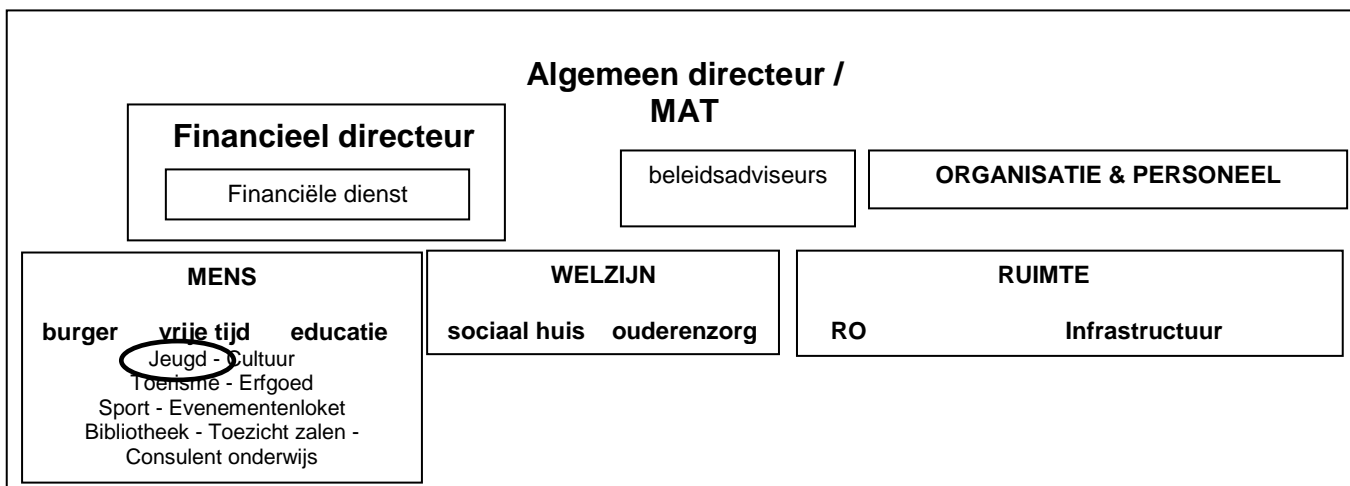 Algemeen directeur /
MAT
Financieel directeur
Financiële dienst
beleidsadviseurs
ORGANISATIE & PERSONEEL
MENS
burger vrije tijd educatie
Jeugd - Cultuur
Toerisme - Erfgoed
Sport - Evenementenloket
Bibliotheek - Toezicht zalen -
Consulent onderwijs
WELZIJN
sociaal huis ouderenzorg
RUIMTE
RO Infrastructuur